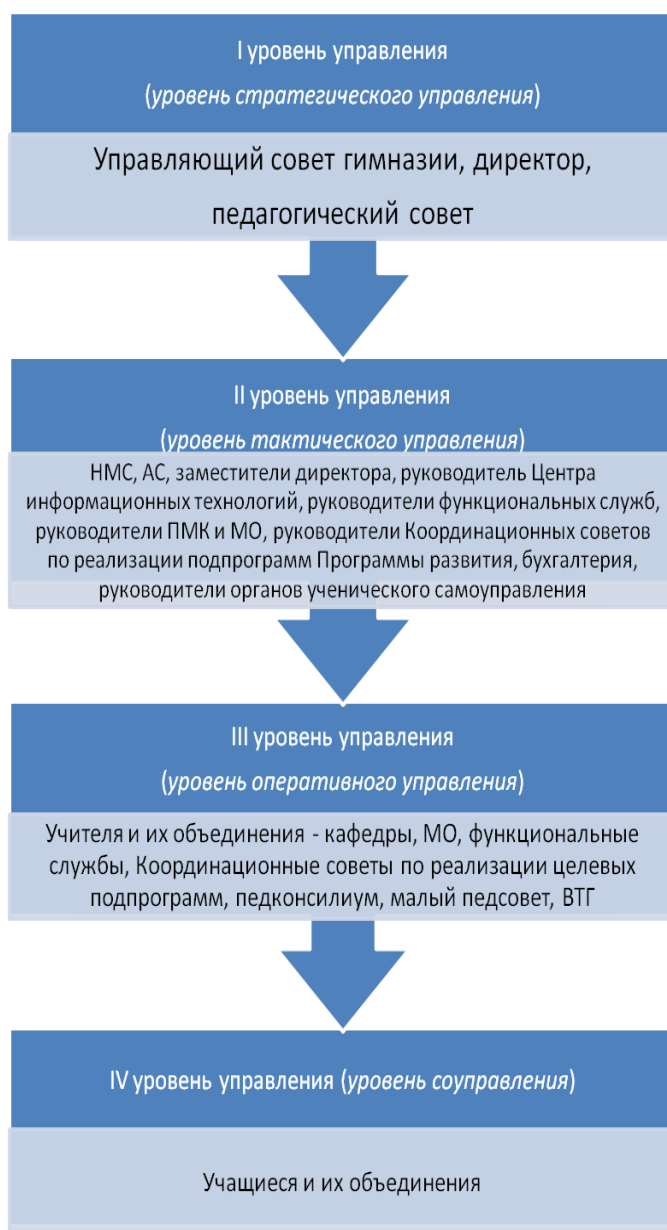 I уровень управления
(уровень стратегического управления)
Управляющий совет гимназии, директор,
педагогический совет
II уровень управления
(уровень тактического управления)
НМС, АС, заместители директора, руководитель Центра
информационных технологий, руководители функциональных служб,
руководители ПМК и МО, руководители Координационных советов
по реализации подпрограмм Программы развития, бухгалтерия,
руководители органов ученического самоуправления
III уровень управления
(уровень оперативного управления)
Учителя и их объединения - кафедры, МО, функциональные
службы, Координационные советы по реализации целевых
подпрограмм, педконсилиум, малый педсовет, ВТГ
IV уровень управления (уровень соуправления)
Учащиеся и их объединения